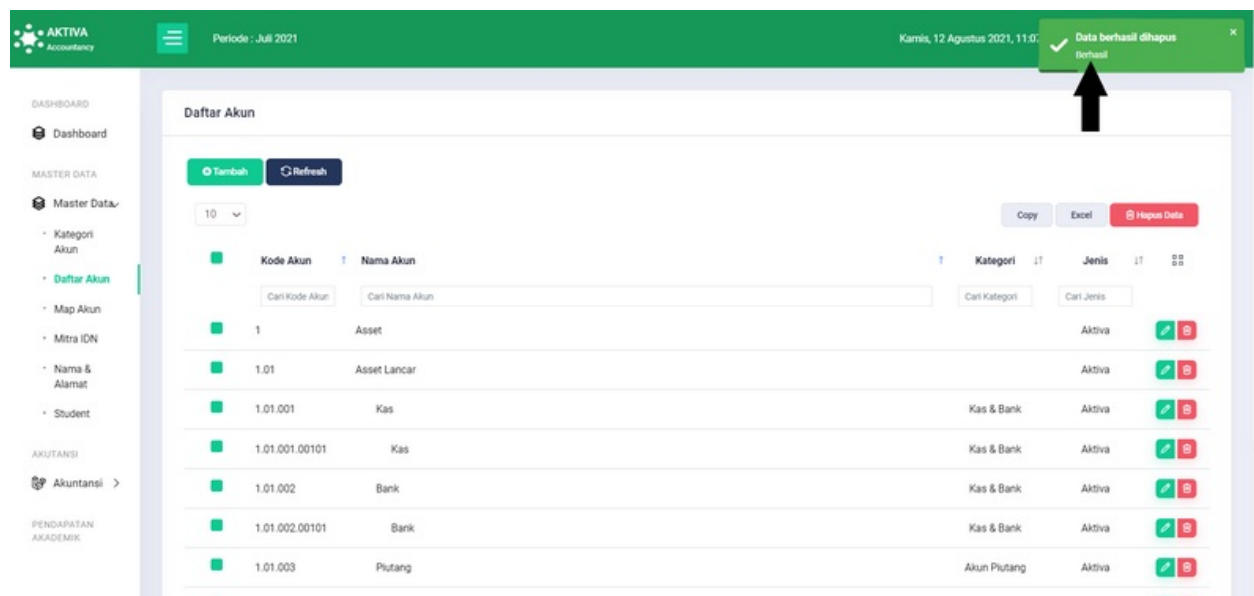 AKTIVA
Accountancy
Periode : Juli 2021
Kamis, 12 Agustus 2021, 11:07
Data berhasil dihapus
Berhasil
×
DASHBOARD
Dashboard
MASTER DATA
Master Data
Kategori
Akun
Daftar Akun
Map Akun
Mitra IDN
Nama &
Alamat
Student
AKUTANSI
Akuntansi
PENDAPATAN
AKADEMIK
Daftar Akun
Tambah Refresh
10 Copy Excel Hapus Data
Kode Akun Nama Akun Kategori Jenis
Cari Kode Akun Cari Nama Akun Cari Kategori Cari Jenis
1 Asset Aktiva
1.01 Asset Lancar Aktiva
1.01.001 Kas Kas & Bank Aktiva
1.01.001.00101 Kas Kas & Bank Aktiva
1.01.002 Bank Kas & Bank Aktiva
1.01.002.00101 Bank Kas & Bank Aktiva
1.01.003 Piutang Akun Piutang Aktiva